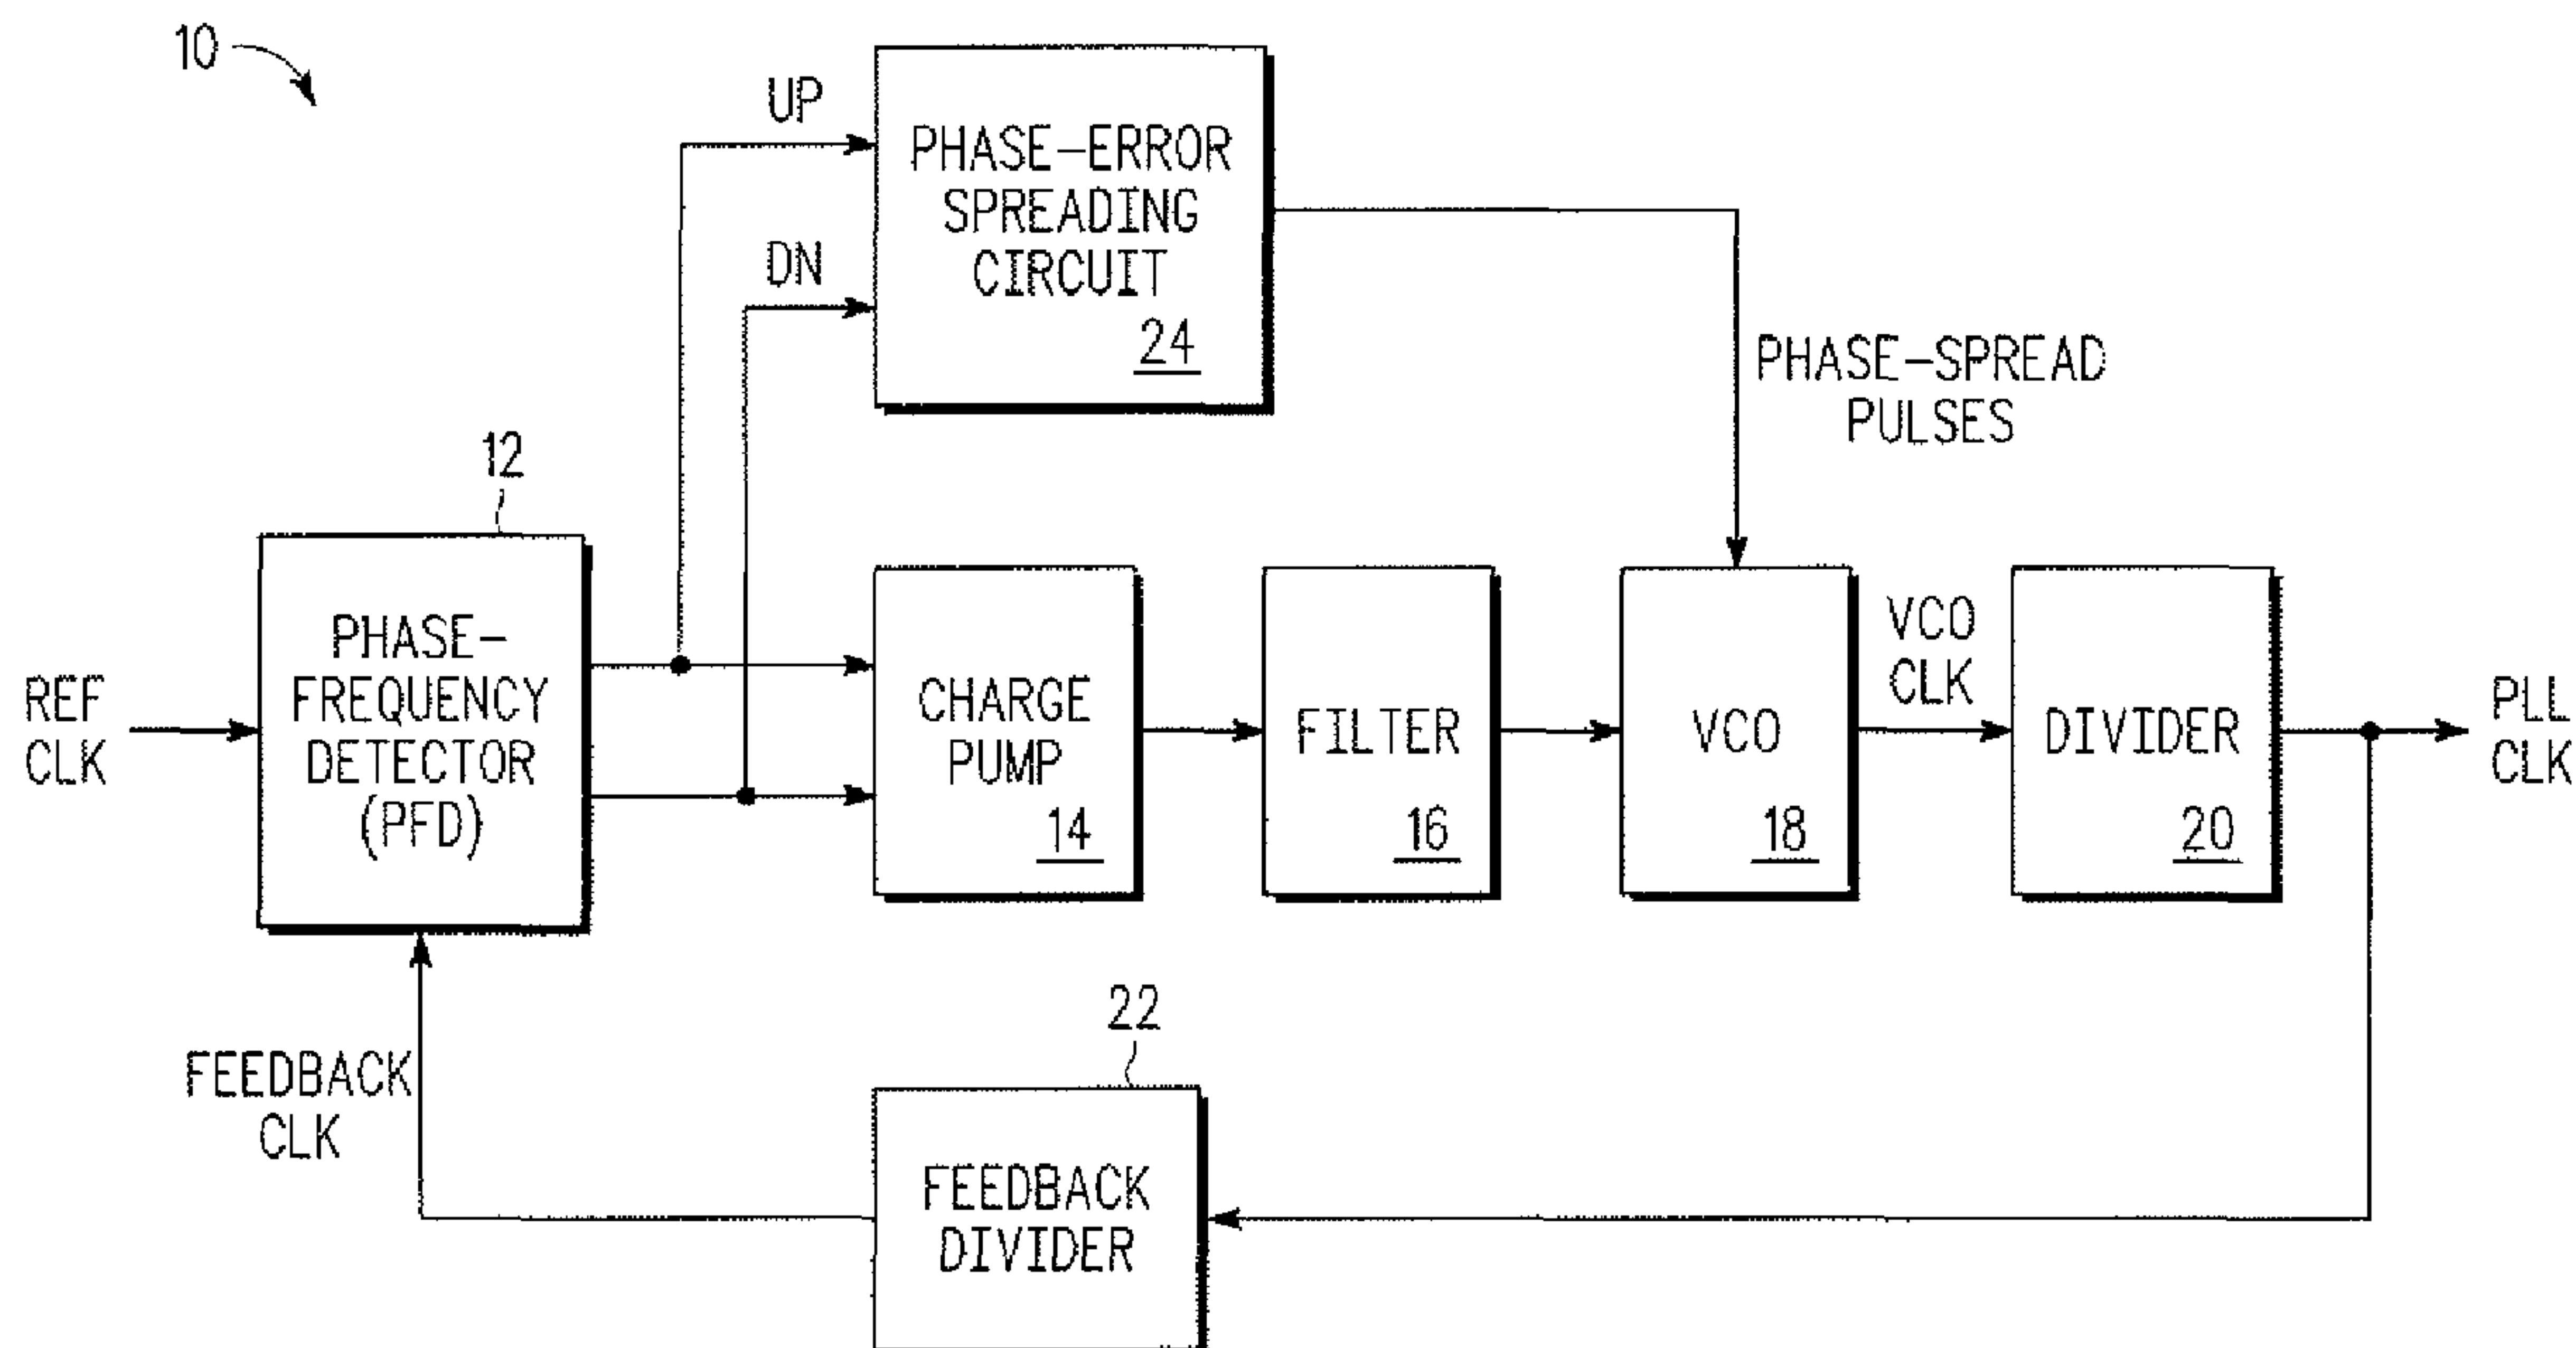 10
UP
DN
PHASE-ERROR
SPREADING
CIRCUIT
24
PHASE-SPREAD
PULSES
12
REF
CLK
PHASE-
FREQUENCY
DETECTOR
(PFD)
CHARGE
PUMP
14
FILTER
16
VCO
18
VCO
CLK
DIVIDER
20
PLL
CLK
FEEDBACK
CLK
22
FEEDBACK
DIVIDER